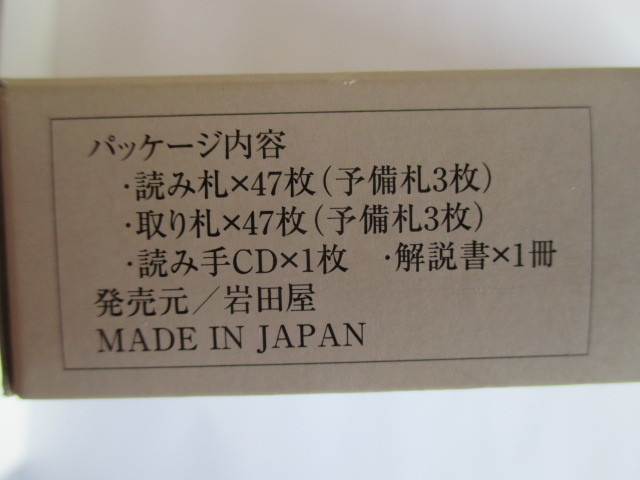 パッケージ内容
・読み札×47枚(予備札3枚)
・取り札×47枚(予備札3枚)
・読み手CD×1枚 ・解説書×1冊
発売元／岩田屋
MADE IN JAPAN